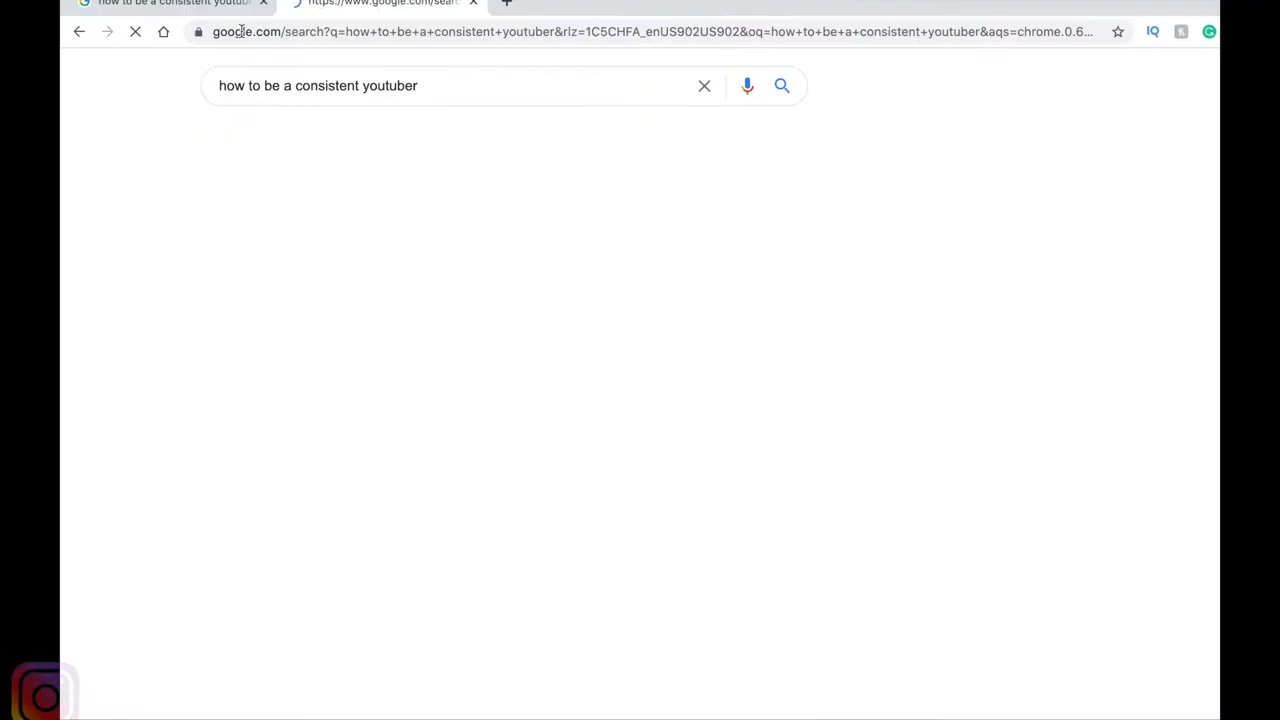 how to be a consistent youtub
https://www.google.com/searc
google.com/search?q=how+to+be+a+consistent+youtuber&rlz=1C5CHFA_enUS902US902&oq=how+to+be+a+consistent+youtuber&aqs=chrome.0.6...
IQ
how to be a consistent youtuber